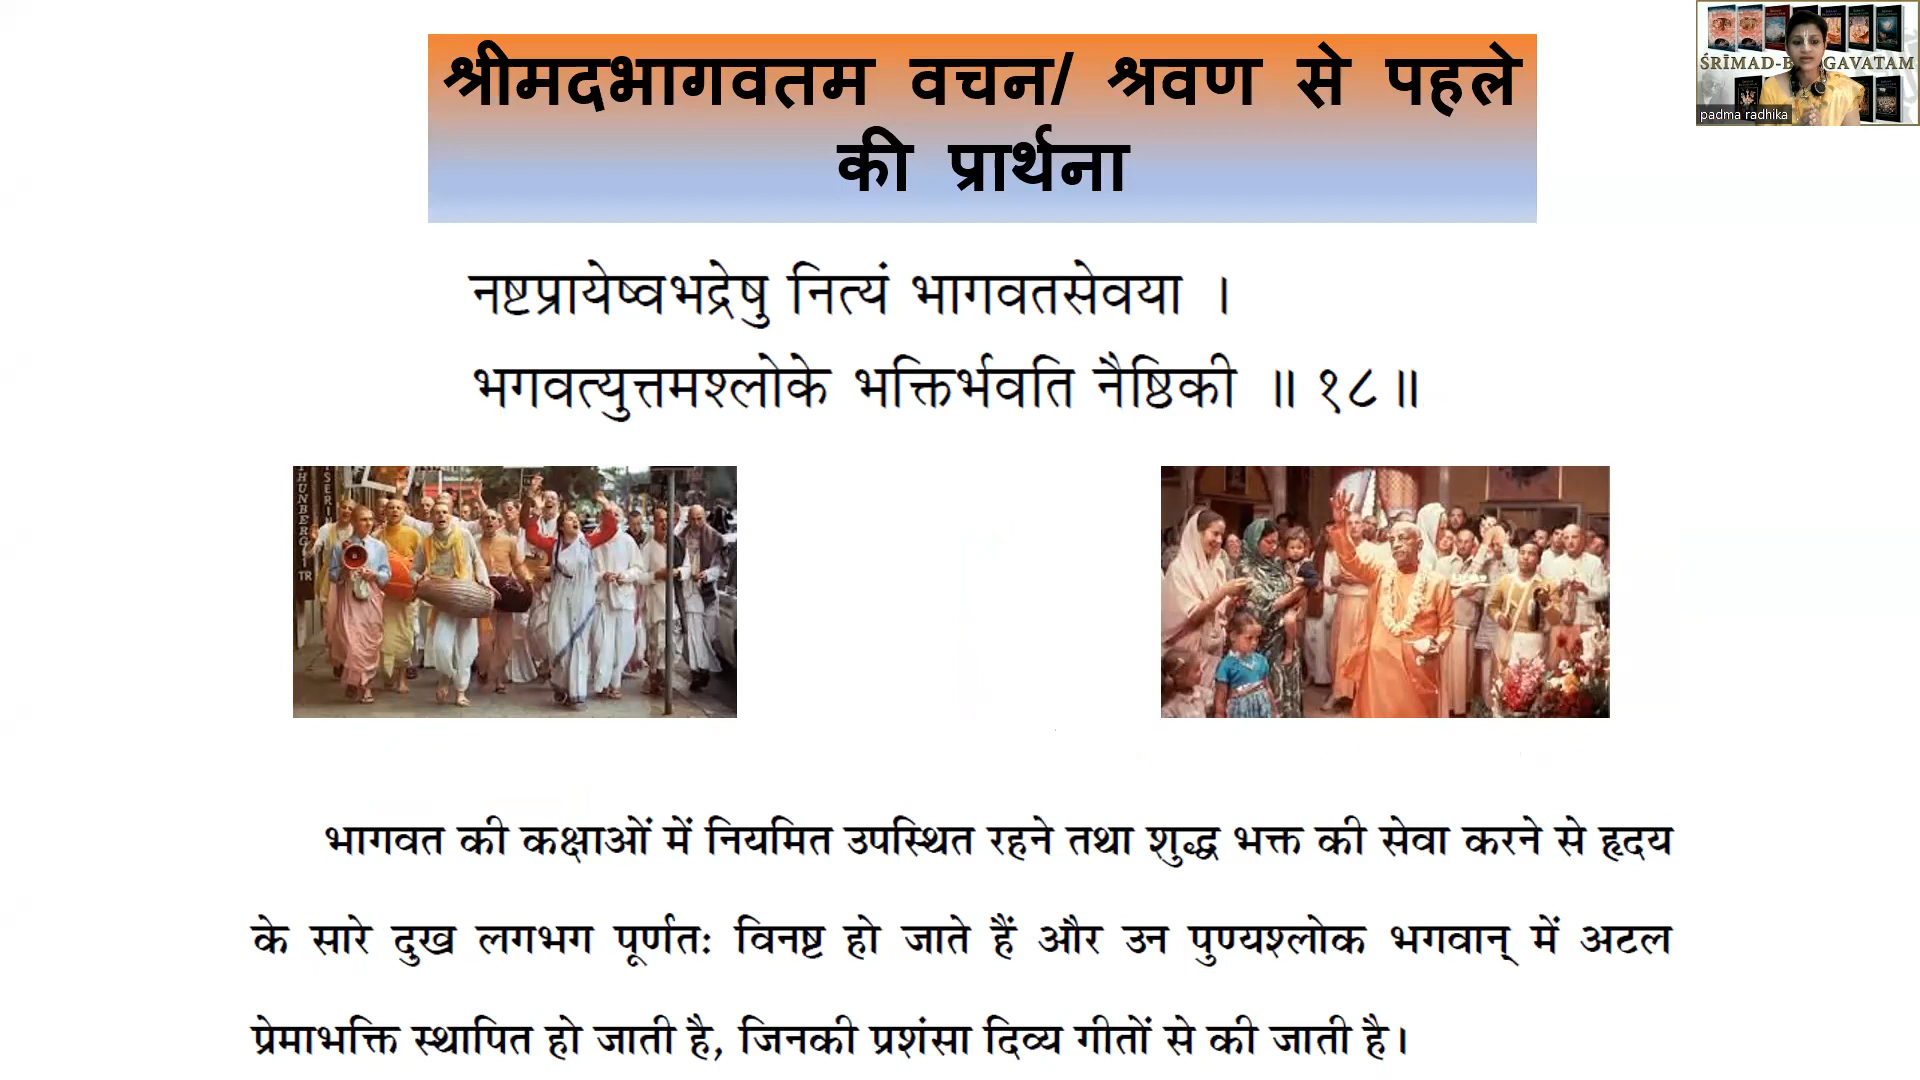 श्रीमदभागवतम वचन/ श्रवण से पहले
की प्रार्थना
नष्टप्रायेष्वभद्रेषु नित्यं भागवतसेवया ।
भगवत्युत्तमश्लोके भक्तिर्भवति नैष्ठिकी ॥ १८॥
भागवत की कक्षाओं में नियमित उपस्थित रहने तथा शुद्ध भक्त की सेवा करने से हृदय
के सारे दुख लगभग पूर्णतः विनष्ट हो जाते हैं और उन पुण्यश्लोक भगवान् में अटल
प्रेमाभक्ति स्थापित हो जाती है, जिनकी प्रशंसा दिव्य गीतों से की जाती है।
padma radhika